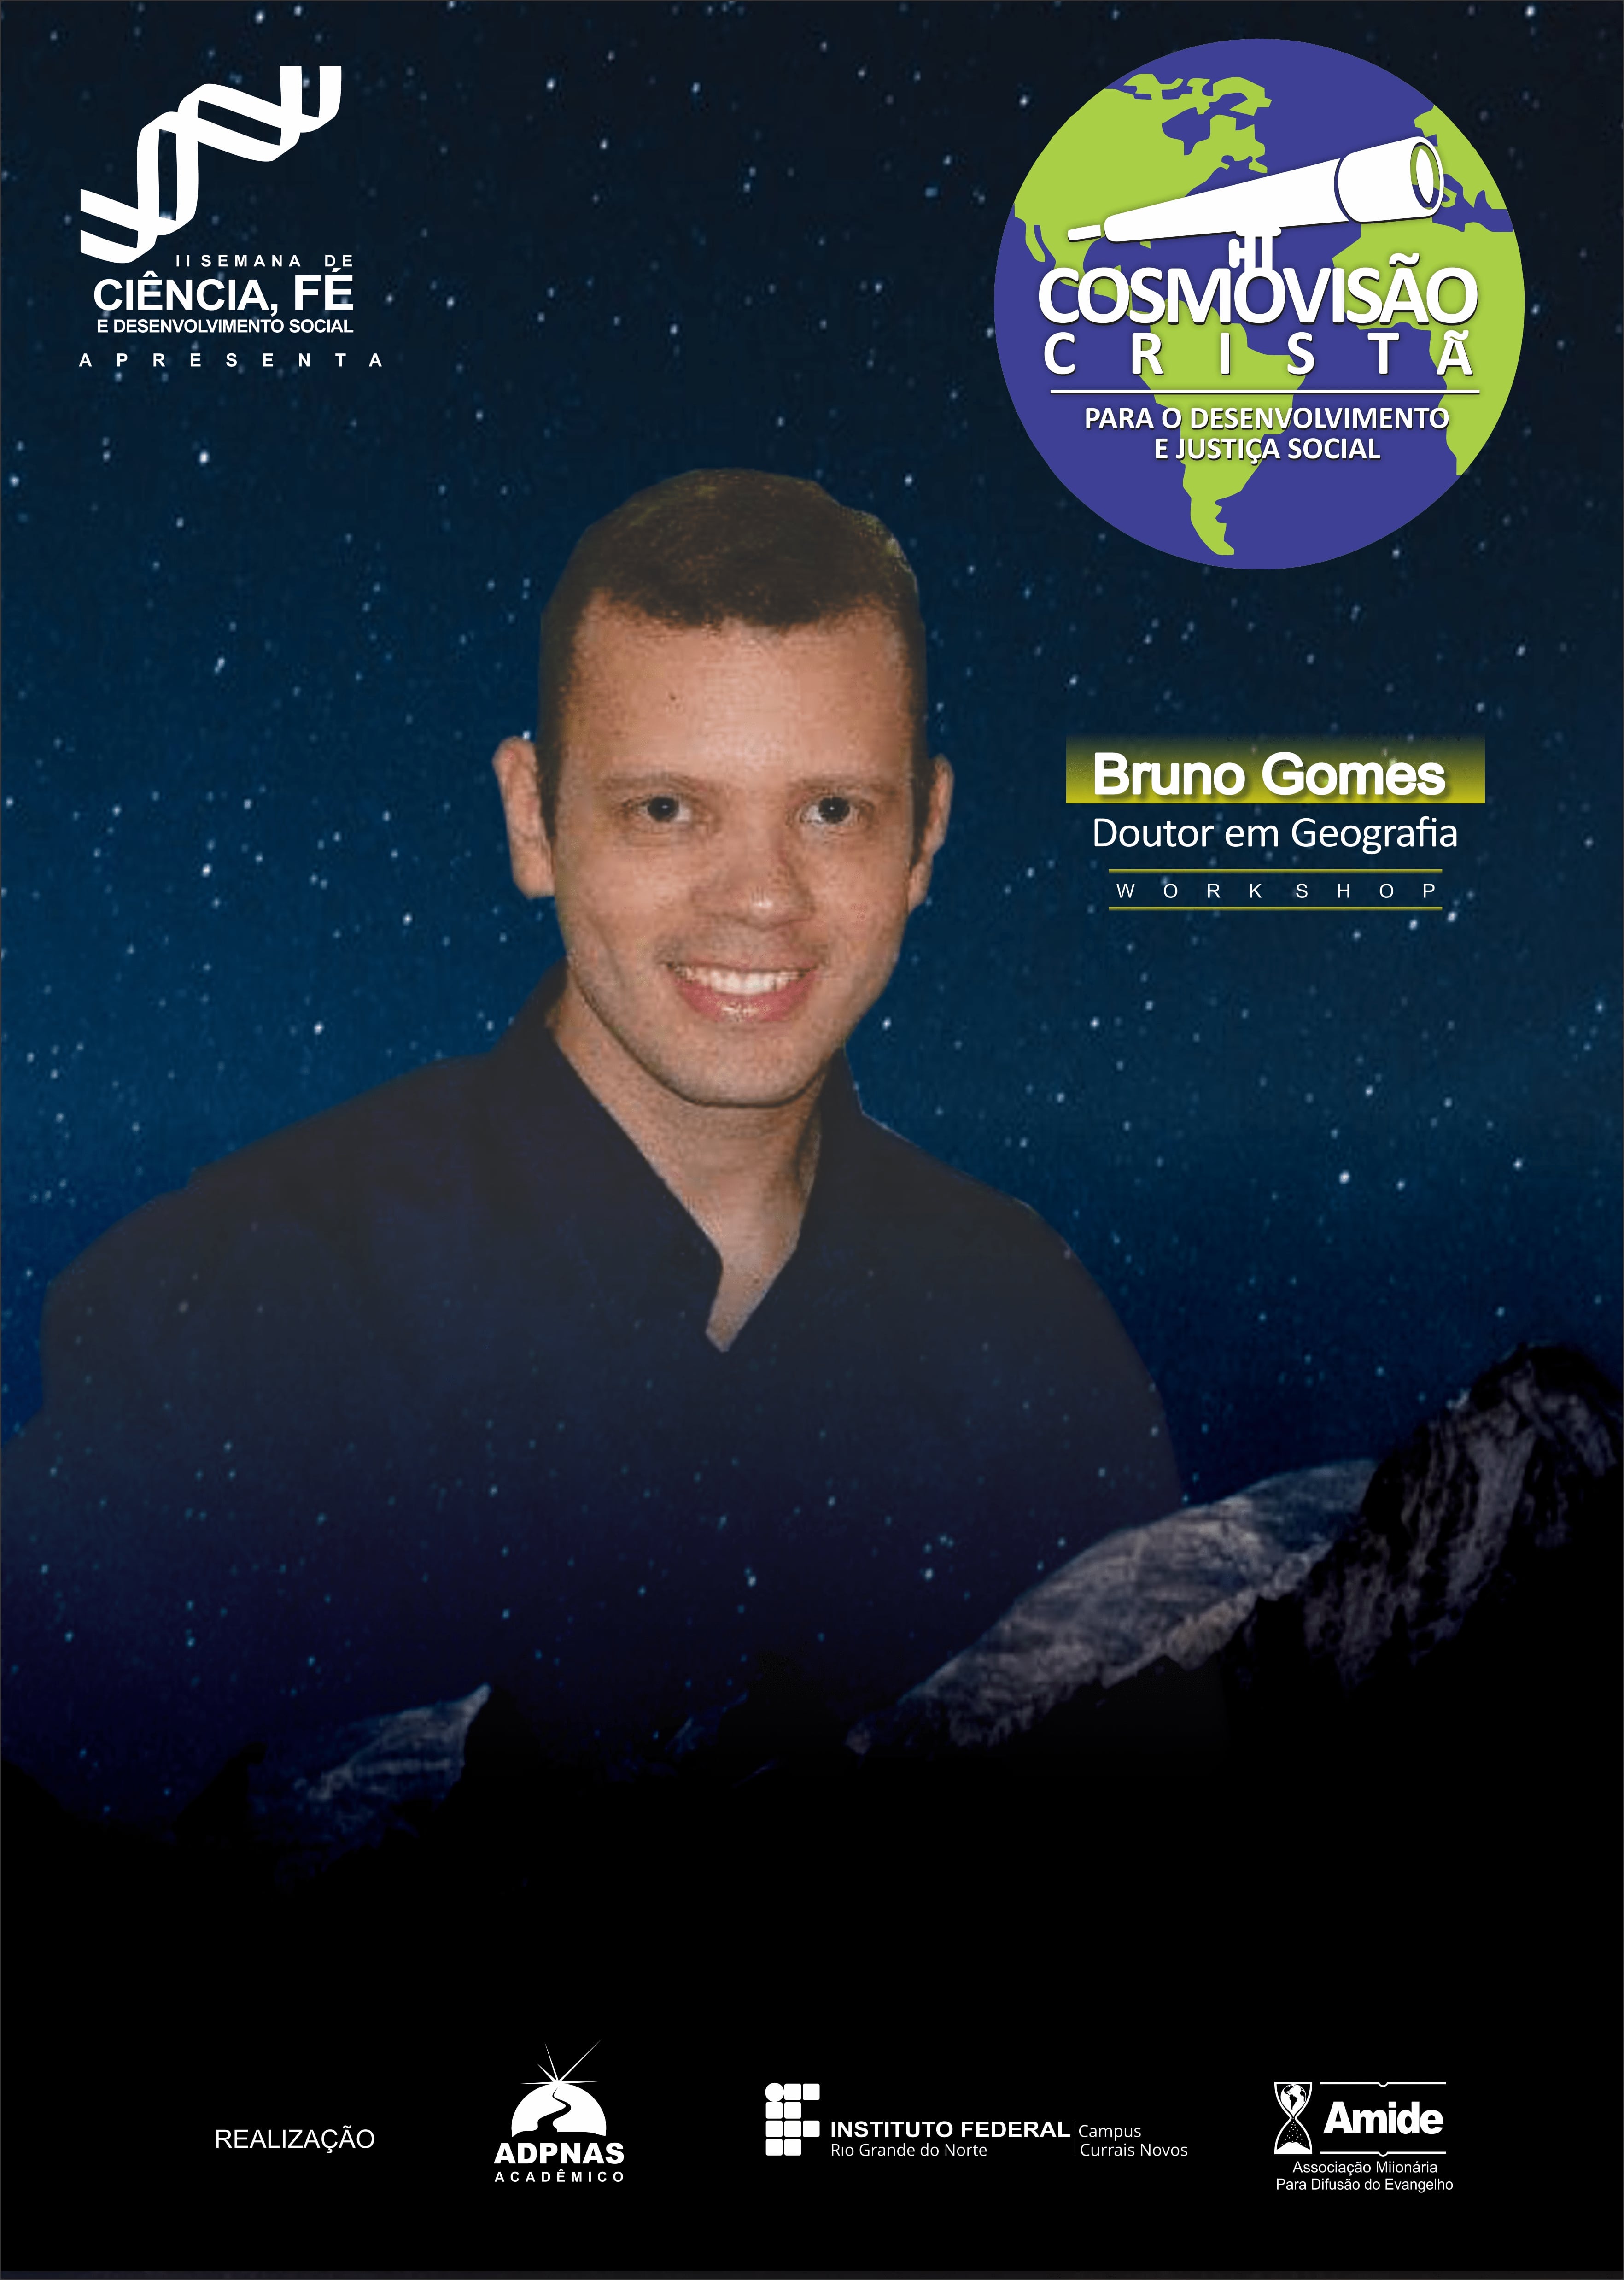 II SEMANA DE
CIÊNCIA, FÉ
E DESENVOLVIMENTO SOCIAL
APRESENTA
COSMOVISÃO
CRISTÃ
PARA O DESENVOLVIMENTO
E JUSTIÇA SOCIAL
Bruno Gomes
Doutor em Geografia
WORKSHOP
REALIZAÇÃO
ADPNAS
ACADÊMICO
INSTITUTO FEDERAL
Rio Grande do Norte
Campus
Currais Novos
Amide
Associação Miionária
Para Difusão do Evangelho